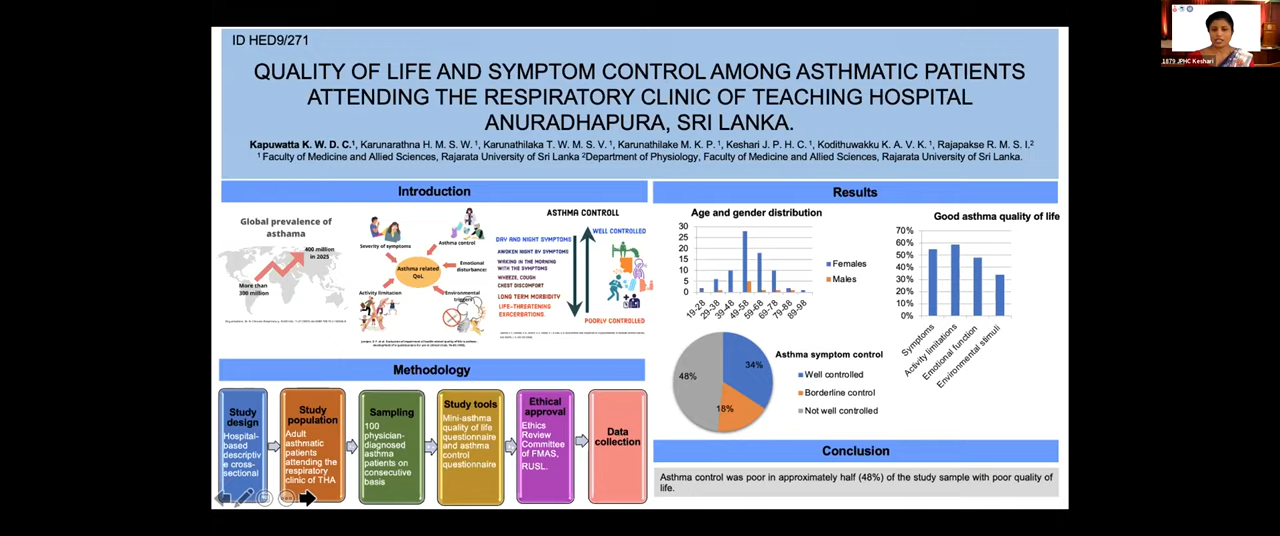 ID HED9/271
QUALITY OF LIFE AND SYMPTOM CONTROL AMONG ASTHMATIC PATIENTS
ATTENDING THE RESPIRATORY CLINIC OF TEACHING HOSPITAL
ANURADHAPURA, SRI LANKA.
Kapuwatta K. W. D. C.¹, Karunarathna H. M. S. W. ¹, Karunathilaka T. W. M. S. V. ¹, Karunathilake M. K. P. ¹, Keshari J. P. H. C. ¹, Kodithuwakku K. A. V. K. ¹, Rajapakse R. M. S. I.²
¹ Faculty of Medicine and Allied Sciences, Rajarata University of Sri Lanka ²Department of Physiology, Faculty of Medicine and Allied Sciences, Rajarata University of Sri Lanka.
Introduction
Global prevalence of
asthama
400 million
in 2025
More than
300 million
Severity of symptoms
Asthma control
Asthma related
QoL
Emotional
disturbance:
Activity limitation
Environmental
triggers
ASTHMA CONTROLL
DAY AND NIGHT SYMPTOMS
AWOKEN NIGHT BY SYMPTOMS
WAKING IN THE MORNING
WITH THE SYMPTOMS
WHEEZE, COUGH
CHEST DISCOMFORT
LONG TERM MORBIDITY
LIFE-THREATENING
EXACERBATIONS.
WELL CONTROLLED
POORLY CONTROLLED
Methodology
Study
design
Hospital-
based
descriptiv
e cross-
sectional
Study
population
Adult
asthmatic
patients
attending the
respiratory
clinic of THA
Sampling
100
physician-
diagnosed
asthma
patients on
consecutive
basis
Study tools
Mini-asthma
quality of life
questionnaire
and asthma
control
questionnaire
Ethical
approval
Ethics
Review
Committee
of FMAS,
RUSL.
Data
collection
Results
Age and gender distribution
30
25
20
15
10
5
0
19-28
29-38
39-48
49-58
59-68
69-78
79-88
89-98
Females
Males
Good asthma quality of life
70%
60%
50%
40%
30%
20%
10%
0%
Symptoms
Activity limitations
Emotional function
Environmental stimuli
Asthma symptom control
34%
18%
48%
Well controlled
Borderline control
Not well controlled
Conclusion
Asthma control was poor in approximately half (48%) of the study sample with poor quality of
life.
1879 JPHC Keshari